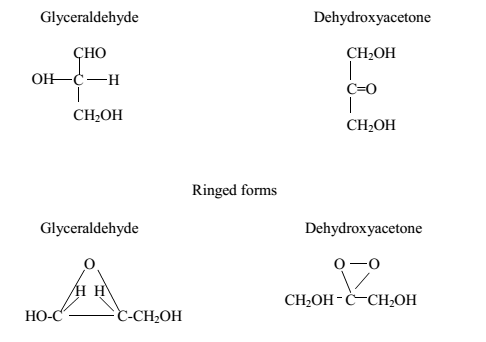 Glyceraldehyde Dehydroxyacetone
CHO CH₂OH
OH—C—H C=O
CH₂OH CH₂OH
Ringed forms
Glyceraldehyde Dehydroxyacetone
O O—O
H H
CH₂OH-C—CH₂OH
HO-C—C-CH₂OH